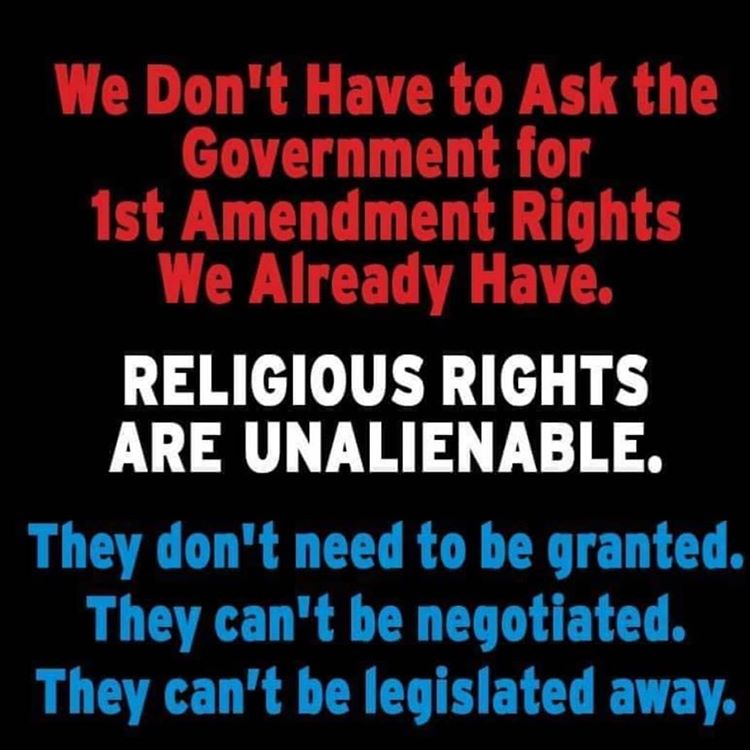 We Don't Have to Ask the
Government for
1st Amendment Rights
We Already Have.
RELIGIOUS RIGHTS
ARE UNALIENABLE.
They don't need to be granted.
They can't be negotiated.
They can't be legislated away.